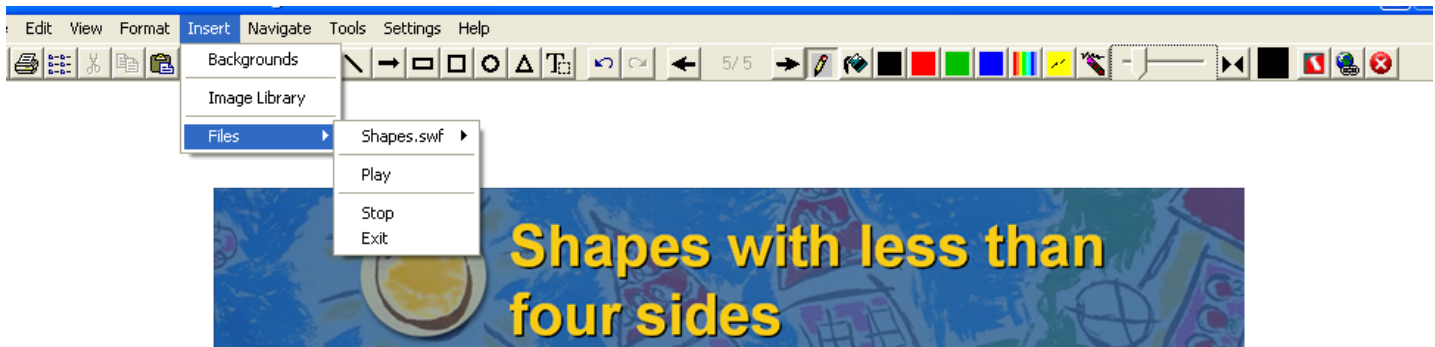 Edit View Format Insert Navigate Tools Settings Help
5/5
Backgrounds
Image Library
Files
Shapes.swf
Play
Stop
Exit
Shapes with less than
four sides